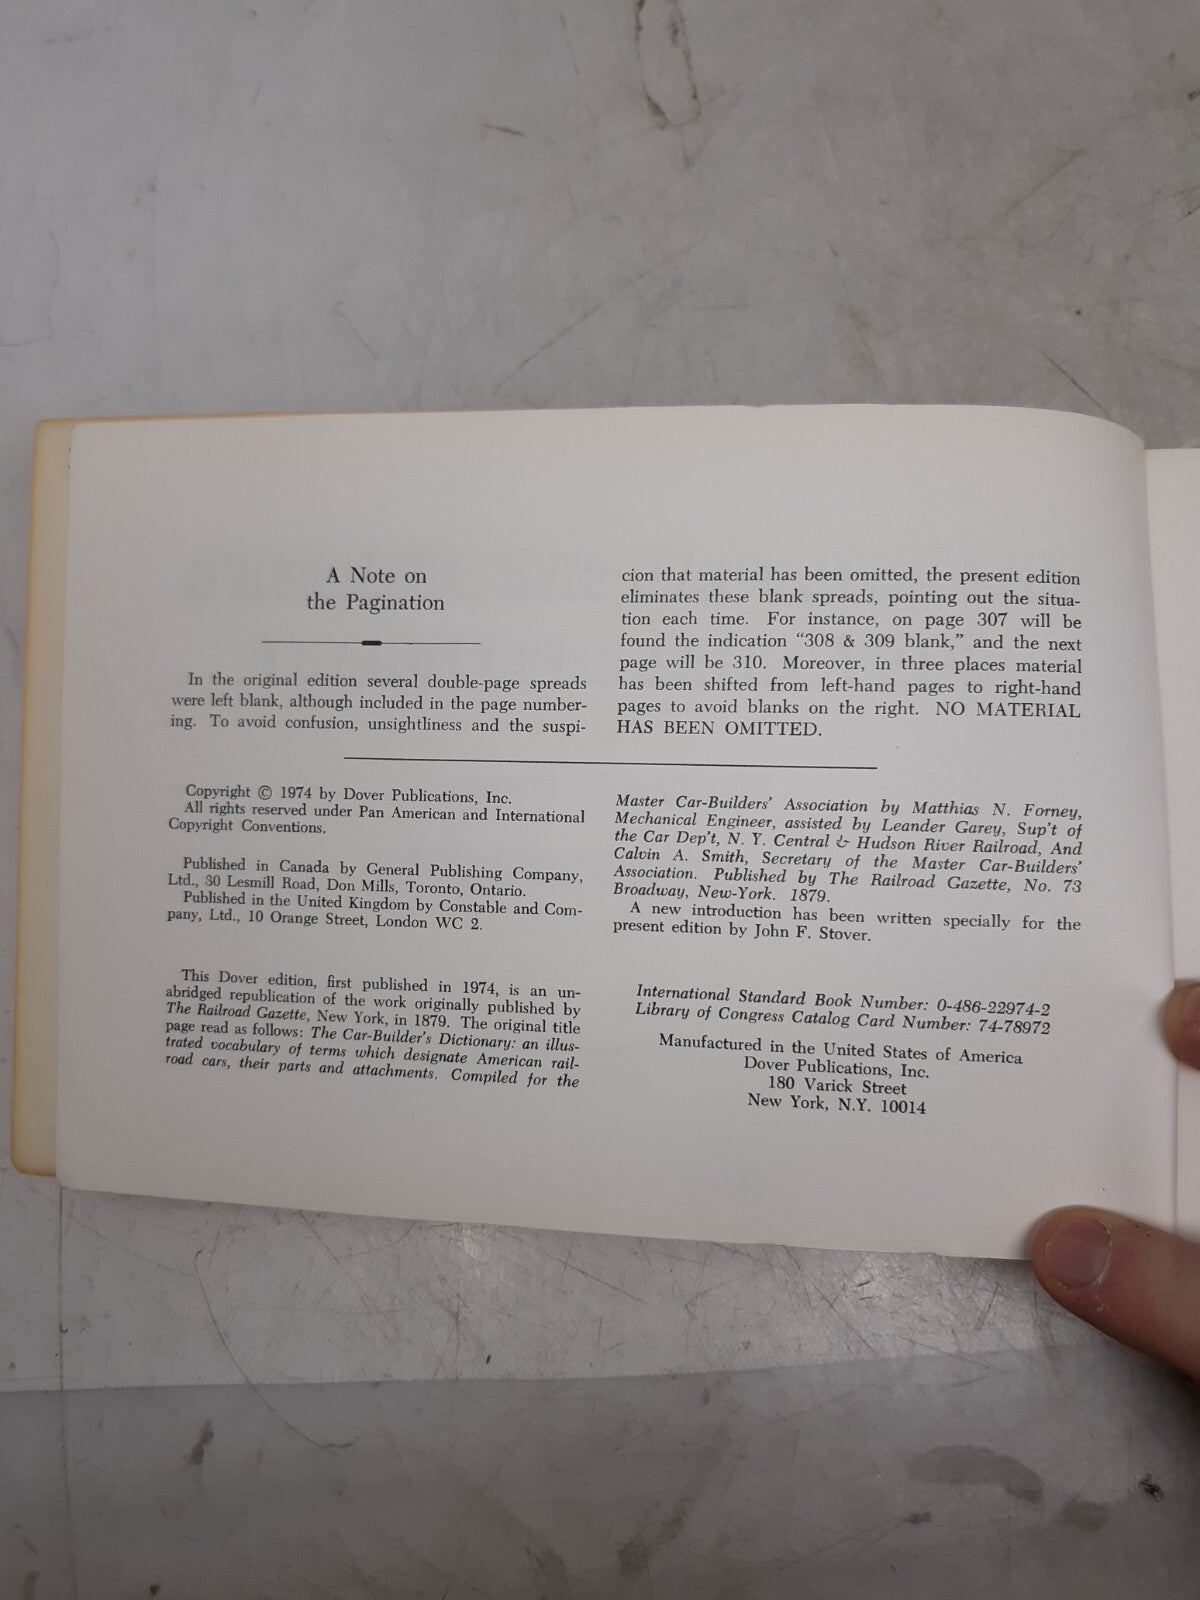 A Note on
the Pagination
In the original edition several double-page spreads
were left blank, although included in the page number-
ing. To avoid confusion, unsightliness and the suspi-
cion that material has been omitted, the present edition
eliminates these blank spreads, pointing out the situa-
tion each time. For instance, on page 307 will be
found the indication “308 & 309 blank,” and the next
page will be 310. Moreover, in three places material
has been shifted from left-hand pages to right-hand
pages to avoid blanks on the right. NO MATERIAL
HAS BEEN OMITTED.
Copyright © 1974 by Dover Publications, Inc.
All rights reserved under Pan American and International
Copyright Conventions.
Published in Canada by General Publishing Company,
Ltd., 30 Lesmill Road, Don Mills, Toronto, Ontario.
Published in the United Kingdom by Constable and Com-
pany, Ltd., 10 Orange Street, London WC 2.
This Dover edition, first published in 1974, is an un-
abridged republication of the work originally published by
The Railroad Gazette, New York, in 1879. The original title
page read as follows: The Car-Builder's Dictionary: an illus-
trated vocabulary of terms which designate American rail-
road cars, their parts and attachments. Compiled for the
Master Car-Builders' Association by Matthias N. Forney,
Mechanical Engineer, assisted by Leander Garey, Sup't of
the Car Dep't, N. Y. Central & Hudson River Railroad, And
Calvin A. Smith, Secretary of the Master Car-Builders'
Association. Published by The Railroad Gazette, No. 73
Broadway, New-York. 1879.
A new introduction has been written specially for the
present edition by John F. Stover.
International Standard Book Number: 0-486-22974-2
Library of Congress Catalog Card Number: 74-78972
Manufactured in the United States of America
Dover Publications, Inc.
180 Varick Street
New York, N.Y. 10014